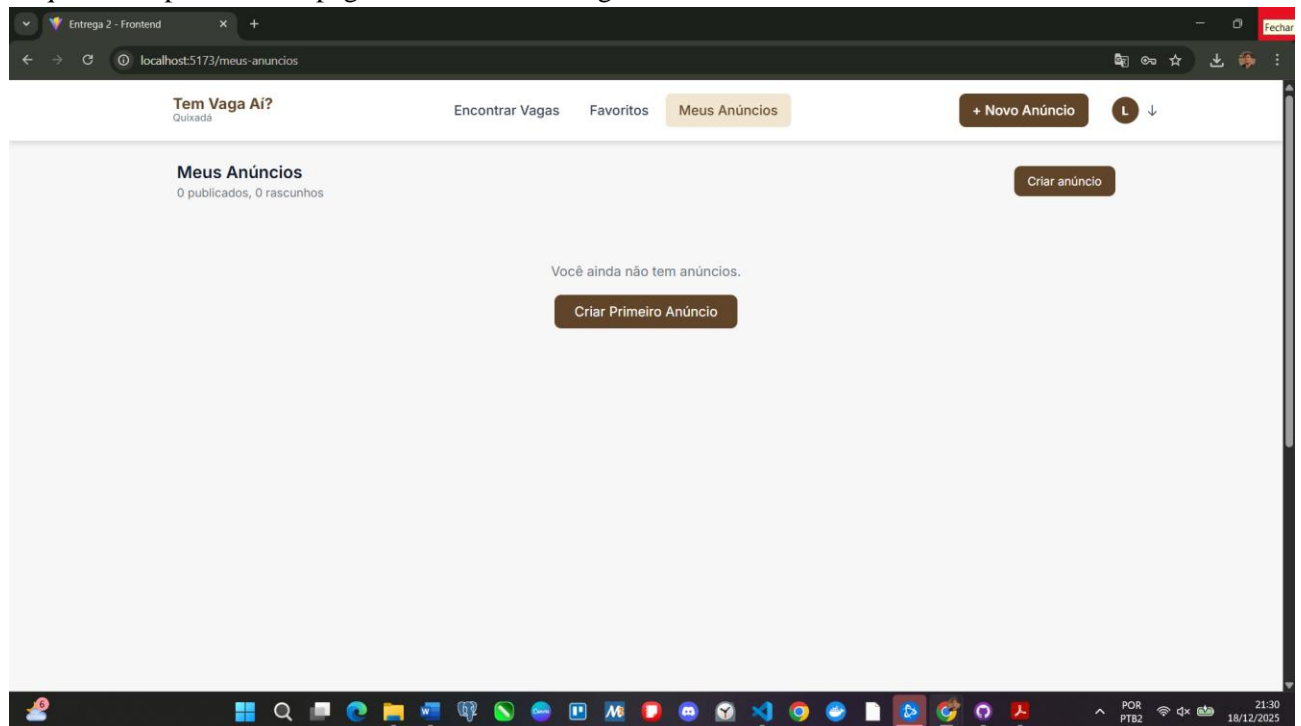 Entrega 2 - Frontend
Fechar
localhost:5173/meus-anuncios
Tem Vaga Aí?
Quixadá
Encontrar Vagas
Favoritos
Meus Anúncios
+ Novo Anúncio
L
Meus Anúncios
0 publicados, 0 rascunhos
Criar anúncio
Você ainda não tem anúncios.
Criar Primeiro Anúncio
6
POR
PTB2
21:30
18/12/2025